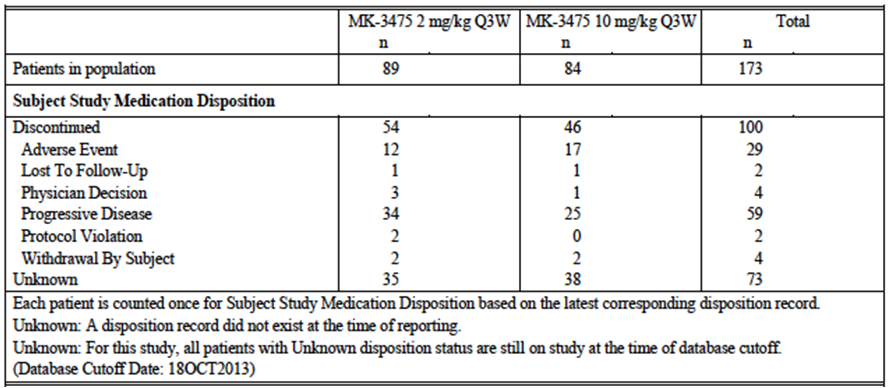 MK-3475 2 mg/kg Q3W MK-3475 10 mg/kg Q3W Total
n n n
Patients in population 89 84 173
Subject Study Medication Disposition
Discontinued 54 46 100
Adverse Event 12 17 29
Lost To Follow-Up 1 1 2
Physician Decision 3 1 4
Progressive Disease 34 25 59
Protocol Violation 2 0 2
Withdrawal By Subject 2 2 4
Unknown 35 38 73
Each patient is counted once for Subject Study Medication Disposition based on the latest corresponding disposition record.
Unknown: A disposition record did not exist at the time of reporting.
Unknown: For this study, all patients with Unknown disposition status are still on study at the time of database cutoff.
(Database Cutoff Date: 18OCT2013)